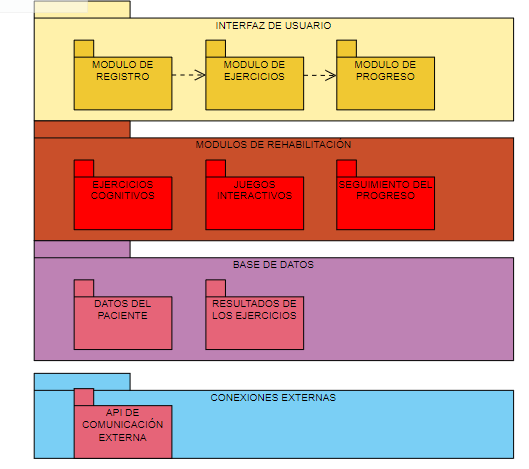 INTERFAZ DE USUARIO
MODULO DE
REGISTRO
MODULO DE
EJERCICIOS
MODULO DE
PROGRESO
MODULOS DE REHABILITACIÓN
EJERCICIOS
COGNITIVOS
JUEGOS
INTERACTIVOS
SEGUIMIENTO DEL
PROGRESO
BASE DE DATOS
DATOS DEL
PACIENTE
RESULTADOS DE
LOS EJERCICIOS
CONEXIONES EXTERNAS
API DE
COMUNICACIÓN
EXTERNA